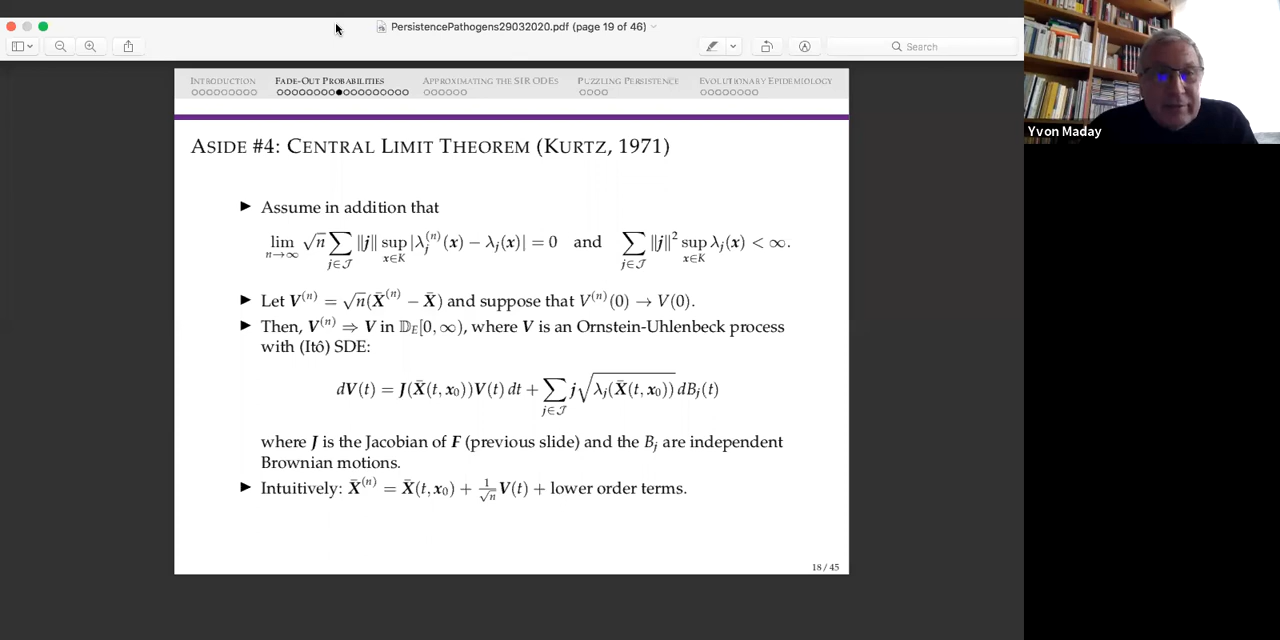 PersistencePathogens29032020.pdf (page 19 of 46)
Search
Yvon Maday
INTRODUCTION FADE-OUT PROBABILITIES APPROXIMATING THE SIR ODES PUZZLING PERSISTENCE EVOLUTIONARY EPIDEMIOLOGY
ASIDE #4: CENTRAL LIMIT THEOREM (KURTZ, 1971)
► Assume in addition that
lim_{n→∞} √n ∑_{j∈𝒥} ||j|| sup_{x∈K} |λ_j^{(n)}(x) − λ_j(x)| = 0 and ∑_{j∈𝒥} ||j||² sup_{x∈K} λ_j(x) < ∞.
► Let V^{(n)} = √n(X̄^{(n)} − X̄) and suppose that V^{(n)}(0) → V(0).
► Then, V^{(n)} ⇒ V in 𝔻_E[0, ∞), where V is an Ornstein-Uhlenbeck process
with (Itô) SDE:
dV(t) = J(X̄(t, x₀))V(t) dt + ∑_{j∈𝒥} j√(λ_j(X̄(t, x₀))) dB_j(t)
where J is the Jacobian of F (previous slide) and the B_j are independent
Brownian motions.
► Intuitively: X̄^{(n)} = X̄(t, x₀) + 1/√n V(t) + lower order terms.
18 / 45